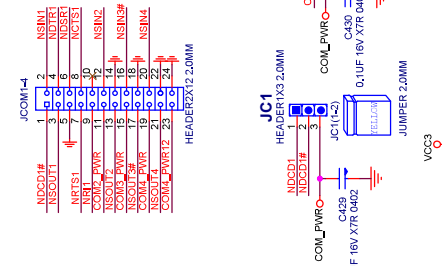 JCOM1-4
NSIN1
NDTR1
NDSR1
NCTS1
NSIN2
NSIN3#
NSIN4
2 4 6 8 10 12 14 16 18 20 22 24
1 3 5 7 9 11 13 15 17 19 21 23
NDCD1#
NSOUT1
NRTS1
NRI1
COM2_PWR
NSOUT2
COM3_PWR
NSOUT3#
COM4_PWR
NSOUT4
COM4_PWR12
HEADER2X12 2.0MM
COM_PWR
C430
0.1UF 16V X7R
JC1
HEADER1X3 2.0MM
1 2 3
JC1(1-2)
YELLOW
JUMPER 2.0MM
NDCD1
NDCD1#
COM_PWR
C429
F 16V X7R 0402
VCC3